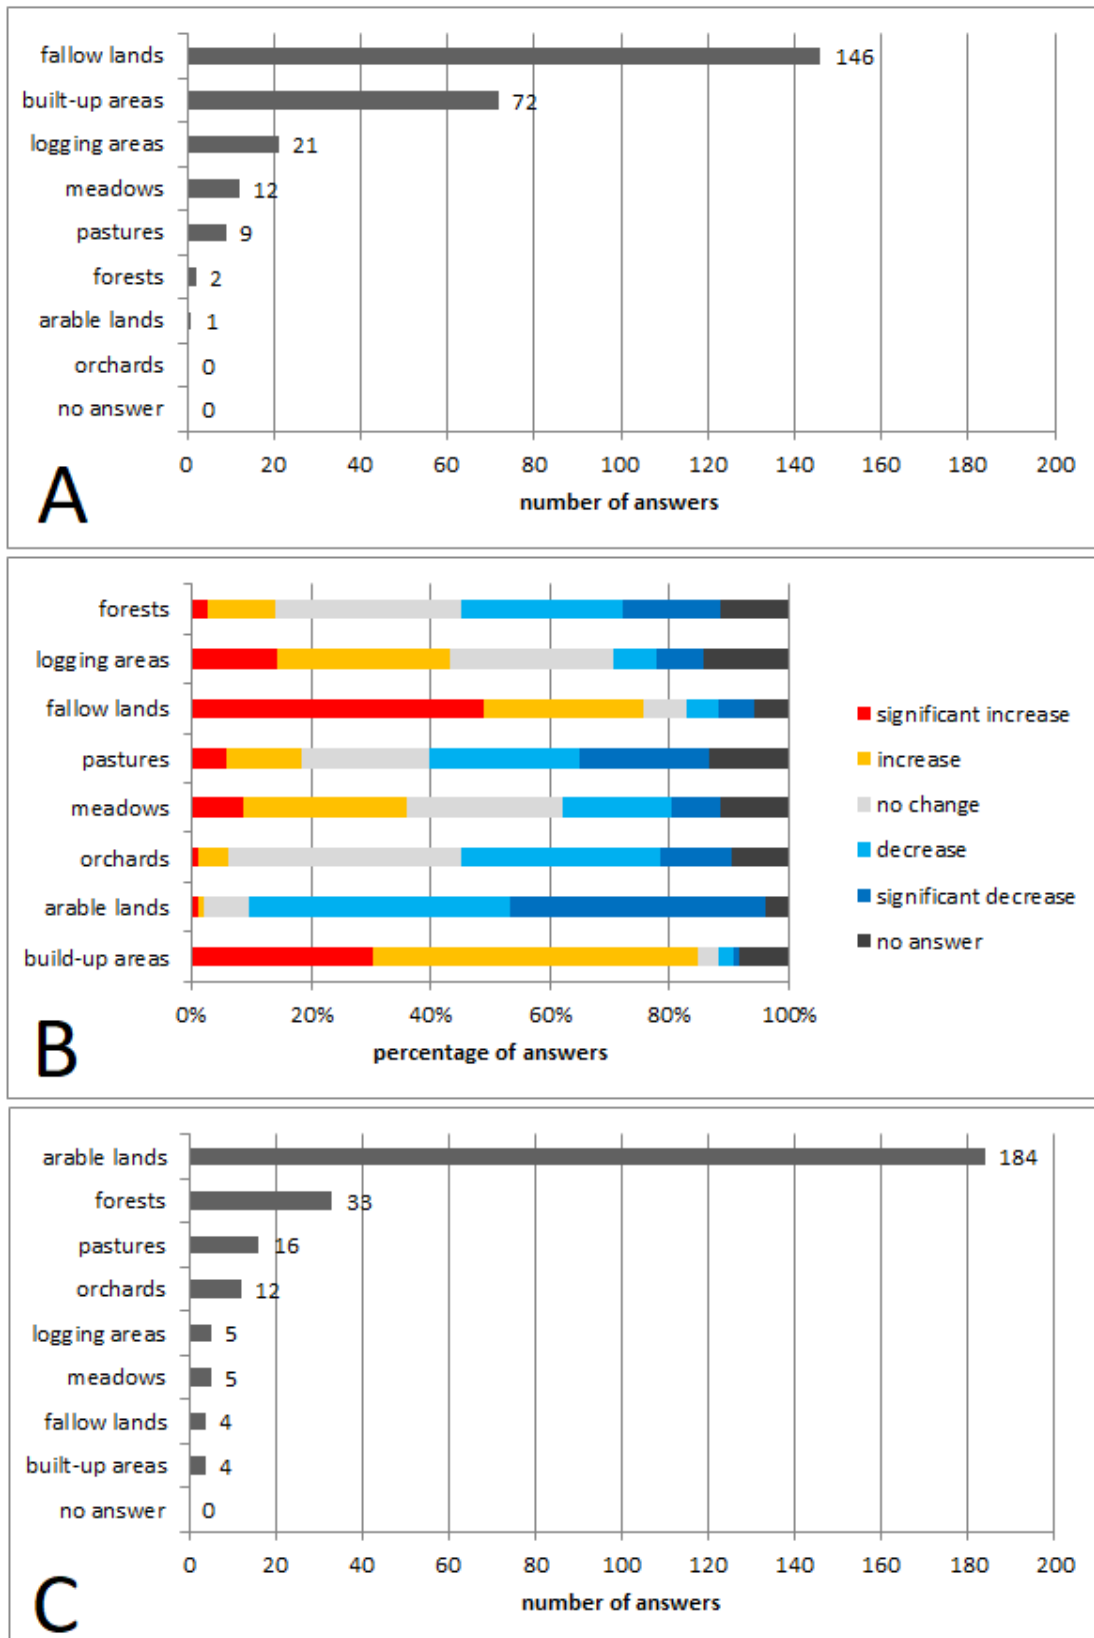 fallow lands 146
built-up areas 72
logging areas 21
meadows 12
pastures 9
forests 2
arable lands 1
orchards 0
no answer 0
0 20 40 60 80 100 120 140 160 180 200
number of answers
A
forests
logging areas
fallow lands
pastures
meadows
orchards
arable lands
build-up areas
0% 20% 40% 60% 80% 100%
percentage of answers
significant increase
increase
no change
decrease
significant decrease
no answer
B
arable lands 184
forests 33
pastures 16
orchards 12
logging areas 5
meadows 5
fallow lands 4
built-up areas 4
no answer 0
0 20 40 60 80 100 120 140 160 180 200
number of answers
C